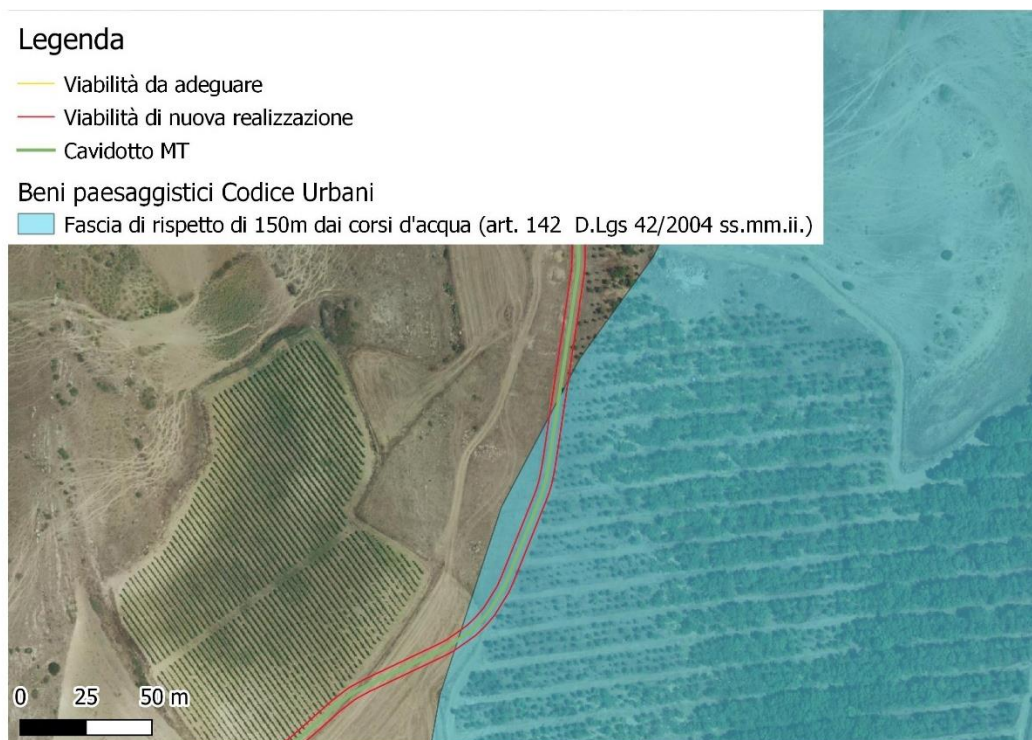 Legenda
Viabilità da adeguare
Viabilità di nuova realizzazione
Cavidotto MT
Beni paesaggistici Codice Urbani
Fascia di rispetto di 150m dai corsi d'acqua (art. 142 D.Lgs 42/2004 ss.mm.ii.)
0 25 50 m